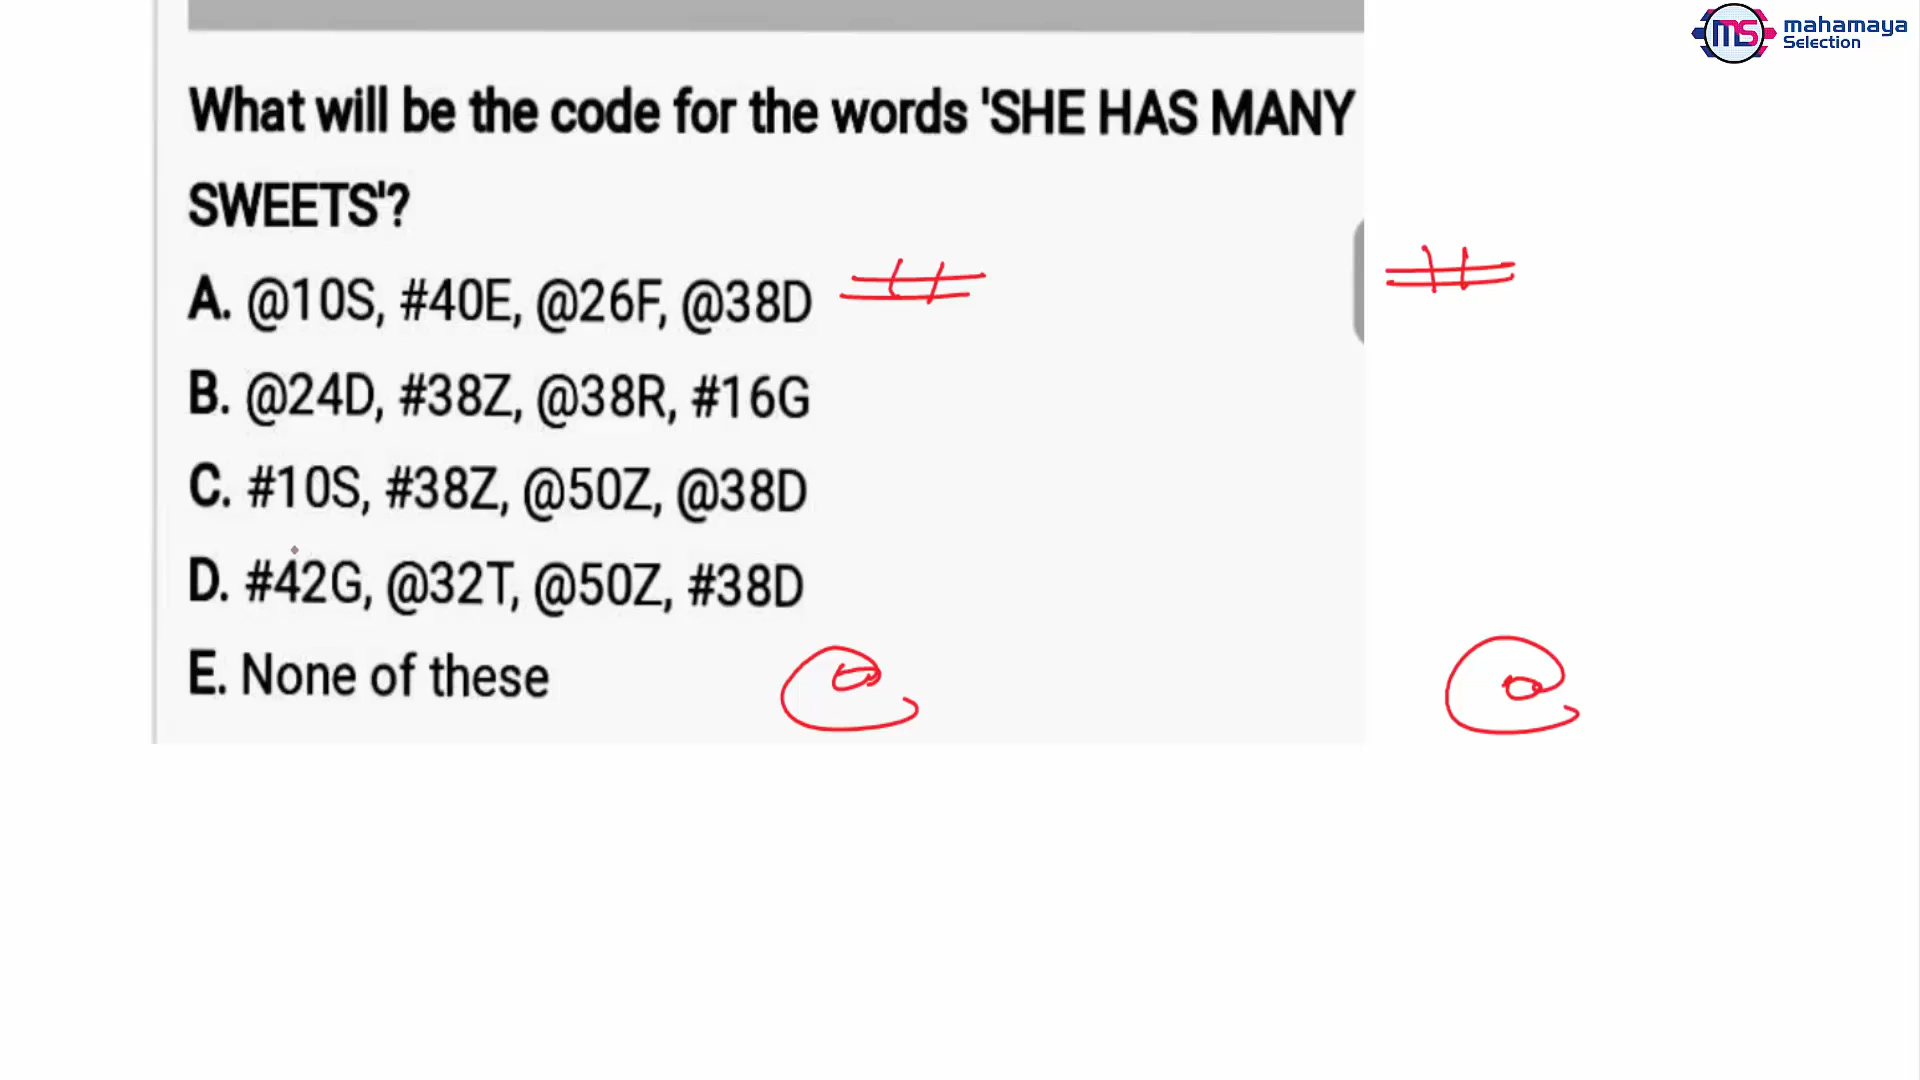 MS mahamaya
Selection
What will be the code for the words 'SHE HAS MANY
SWEETS'?
A. @10S, #40E, @26F, @38D
B. @24D, #38Z, @38R, #16G
C. #10S, #38Z, @50Z, @38D
D. #42G, @32T, @50Z, #38D
E. None of these
#
#
@
@